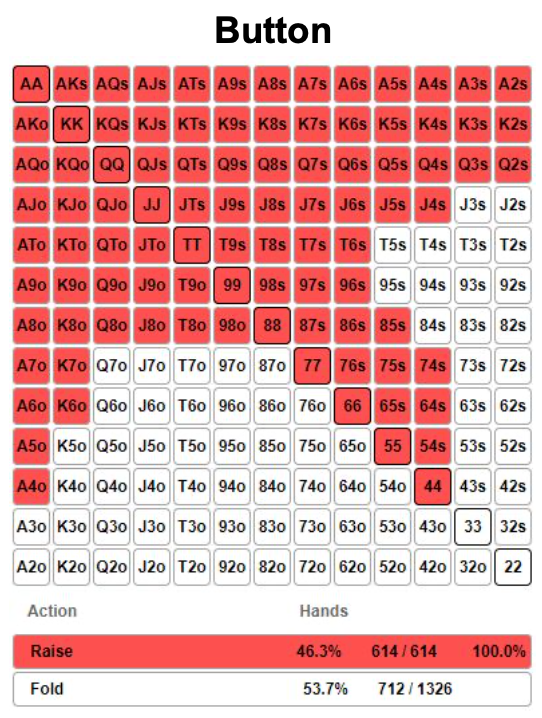 Button
AA AKs AQs AJs ATs A9s A8s A7s A6s A5s A4s A3s A2s
AKo KK KQs KJs KTs K9s K8s K7s K6s K5s K4s K3s K2s
AQo KQo QQ QJs QTs Q9s Q8s Q7s Q6s Q5s Q4s Q3s Q2s
AJo KJo QJo JJ JTs J9s J8s J7s J6s J5s J4s J3s J2s
ATo KTo QTo JTo TT T9s T8s T7s T6s T5s T4s T3s T2s
A9o K9o Q9o J9o T9o 99 98s 97s 96s 95s 94s 93s 92s
A8o K8o Q8o J8o T8o 98o 88 87s 86s 85s 84s 83s 82s
A7o K7o Q7o J7o T7o 97o 87o 77 76s 75s 74s 73s 72s
A6o K6o Q6o J6o T6o 96o 86o 76o 66 65s 64s 63s 62s
A5o K5o Q5o J5o T5o 95o 85o 75o 65o 55 54s 53s 52s
A4o K4o Q4o J4o T4o 94o 84o 74o 64o 54o 44 43s 42s
A3o K3o Q3o J3o T3o 93o 83o 73o 63o 53o 43o 33 32s
A2o K2o Q2o J2o T2o 92o 82o 72o 62o 52o 42o 32o 22
Action Hands
Raise 46.3% 614 / 614 100.0%
Fold 53.7% 712 / 1326